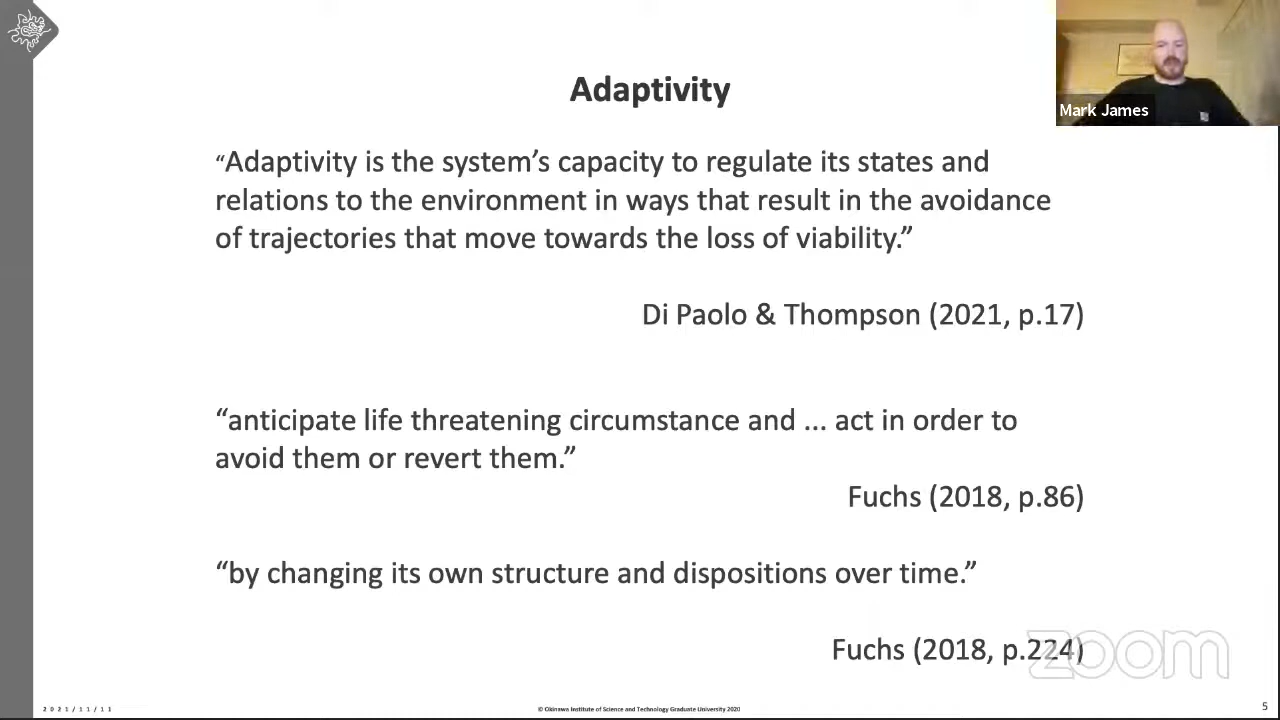 Adaptivity
Mark James
“Adaptivity is the system’s capacity to regulate its states and
relations to the environment in ways that result in the avoidance
of trajectories that move towards the loss of viability.”
Di Paolo & Thompson (2021, p.17)
“anticipate life threatening circumstance and ... act in order to
avoid them or revert them.”
Fuchs (2018, p.86)
“by changing its own structure and dispositions over time.”
Fuchs (2018, p.224)
zoom
2021/11/11
© Okinawa Institute of Science and Technology Graduate University 2020
5